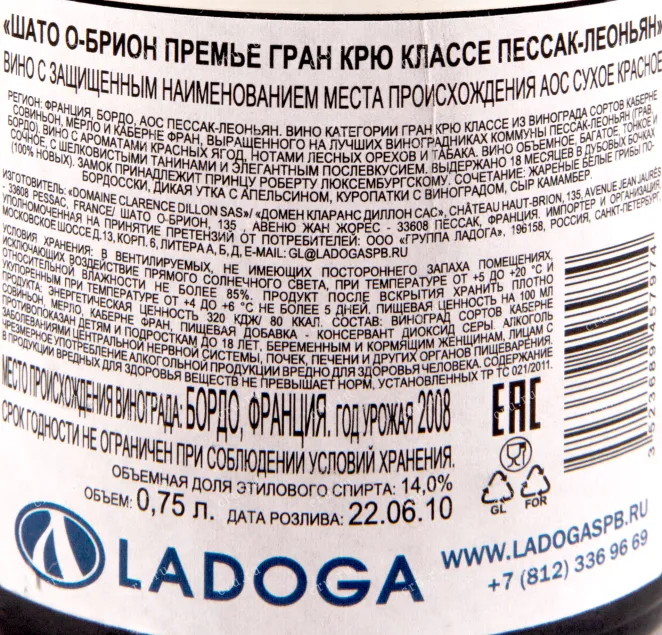 «ШАТО О-БРИОН ПРЕМЬЕ ГРАН КРЮ КЛАССЕ ПЕССАК-ЛЕОНЬЯН»
ВИНО С ЗАЩИЩЕННЫМ НАИМЕНОВАНИЕМ МЕСТА ПРОИСХОЖДЕНИЯ АОС СУХОЕ КРАСНОЕ
РЕГИОН: ФРАНЦИЯ, БОРДО, АОС ПЕССАК-ЛЕОНЬЯН. ВИНО КАТЕГОРИИ ГРАН КРЮ КЛАССЕ ИЗ ВИНОГРАДА СОРТОВ КАБЕРНЕ
СОВИНЬОН, МЕРЛО И КАБЕРНЕ ФРАН, ВЫРАЩЕННОГО НА ЛУЧШИХ ВИНОГРАДНИКАХ КОММУНЫ ПЕССАК-ЛЕОНЬЯН (ГРАВ,
БОРДО). ВИНО С АРОМАТАМИ КРАСНЫХ ЯГОД, НОТАМИ ЛЕСНЫХ ОРЕХОВ И ТАБАКА. ВИНО ОБЪЕМНОЕ, БАГАТОЕ, ТОНКОЕ И
СОЧНОЕ, С ШЕЛКОВИСТЫМИ ТАНИНАМИ И ЭЛЕГАНТНЫМ ПОСЛЕВКУСИЕМ. ВЫДЕРЖАНО 18 МЕСЯЦЕВ В ДУБОВЫХ БОЧКАХ
(100% НОВЫХ). ЗАМОК ПРИНАДЛЕЖИТ ПРИНЦУ РОБЕРТУ ЛЮКСЕМБУРГСКОМУ. СОЧЕТАНИЕ: ЖАРЕНЫЕ БЕЛЫЕ ГРИБЫ ПО-
БОРДОССКИ, ДИКАЯ УТКА С АПЕЛЬСИНОМ, КУРОПАТКИ С ВИНОГРАДОМ, СЫР КАМАМБЕР.
ИЗГОТОВИТЕЛЬ: «DOMAINE CLARENCE DILLON SAS»/ «ДОМЕН КЛАРАНС ДИЛЛОН САС», CHÂTEAU HAUT-BRION, 135, AVENUE JEAN JAURÈS
- 33608 PESSAC, FRANCE/ ШАТО О-БРИОН, 135 , АВЕНЮ ЖАН ЖОРЕС - 33608 ПЕССАК, ФРАНЦИЯ. ИМПОРТЕР И ОРГАНИЗАЦИЯ,
УПОЛНОМОЧЕННАЯ НА ПРИНЯТИЕ ПРЕТЕНЗИЙ ОТ ПОТРЕБИТЕЛЕЙ: ООО «ГРУППА ЛАДОГА», 196158, РОССИЯ, САНКТ-ПЕТЕРБУРГ,
МОСКОВСКОЕ ШОССЕ Д.13, КОРП. 6, ЛИТЕРА А, Б, Д, E-MAIL: GL@LADOGASPB.RU
УСЛОВИЯ ХРАНЕНИЯ: В ВЕНТИЛИРУЕМЫХ, НЕ ИМЕЮЩИХ ПОСТОРОННЕГО ЗАПАХА ПОМЕЩЕНИЯХ,
ИСКЛЮЧАЮЩИХ ВОЗДЕЙСТВИЕ ПРЯМОГО СОЛНЕЧНОГО СВЕТА, ПРИ ТЕМПЕРАТУРЕ ОТ +5 ДО +20 °С И
ОТНОСИТЕЛЬНОЙ ВЛАЖНОСТИ НЕ БОЛЕЕ 85%. ПРОДУКТ ПОСЛЕ ВСКРЫТИЯ ХРАНИТЬ ПЛОТНО
УКУПОРЕННЫМ ПРИ ТЕМПЕРАТУРЕ ОТ +4 ДО +6 °С НЕ БОЛЕЕ 5 ДНЕЙ. ПИЩЕВАЯ ЦЕННОСТЬ НА 100 МЛ
ПРОДУКТА: ЭНЕРГЕТИЧЕСКАЯ ЦЕННОСТЬ 320 КДЖ/ 80 ККАЛ. СОСТАВ: ВИНОГРАД СОРТОВ КАБЕРНЕ
СОВИНЬОН, МЕРЛО, КАБЕРНЕ ФРАН, ПИЩЕВАЯ ДОБАВКА - КОНСЕРВАНТ ДИОКСИД СЕРЫ. АЛКОГОЛЬ
ПРОТИВОПОКАЗАН ДЕТЯМ И ПОДРОСТКАМ ДО 18 ЛЕТ, БЕРЕМЕННЫМ И КОРМЯЩИМ ЖЕНЩИНАМ, ЛИЦАМ С
ЗАБОЛЕВАНИЯМИ ЦЕНТРАЛЬНОЙ НЕРВНОЙ СИСТЕМЫ, ПОЧЕК, ПЕЧЕНИ И ДРУГИХ ОРГАНОВ ПИЩЕВАРЕНИЯ.
ЧРЕЗМЕРНОЕ УПОТРЕБЛЕНИЕ АЛКОГОЛЬНОЙ ПРОДУКЦИИ ВРЕДНО ДЛЯ ЗДОРОВЬЯ ЧЕЛОВЕКА. СОДЕРЖАНИЕ
В ПРОДУКЦИИ ВРЕДНЫХ ДЛЯ ЗДОРОВЬЯ ВЕЩЕСТВ НЕ ПРЕВЫШАЕТ НОРМ, УСТАНОВЛЕННЫХ ТР ТС 021/2011.
МЕСТО ПРОИСХОЖДЕНИЯ ВИНОГРАДА: БОРДО, ФРАНЦИЯ. ГОД УРОЖАЯ 2008
СРОК ГОДНОСТИ НЕ ОГРАНИЧЕН ПРИ СОБЛЮДЕНИИ УСЛОВИЙ ХРАНЕНИЯ.
ОБЪЕМНАЯ ДОЛЯ ЭТИЛОВОГО СПИРТА: 14,0%
ОБЪЕМ: 0,75 Л. ДАТА РОЗЛИВА: 22.06.10
EAC
GL FOR
3 523689 457974
LADOGA
WWW.LADOGASPB.RU
+7 (812) 336 96 69